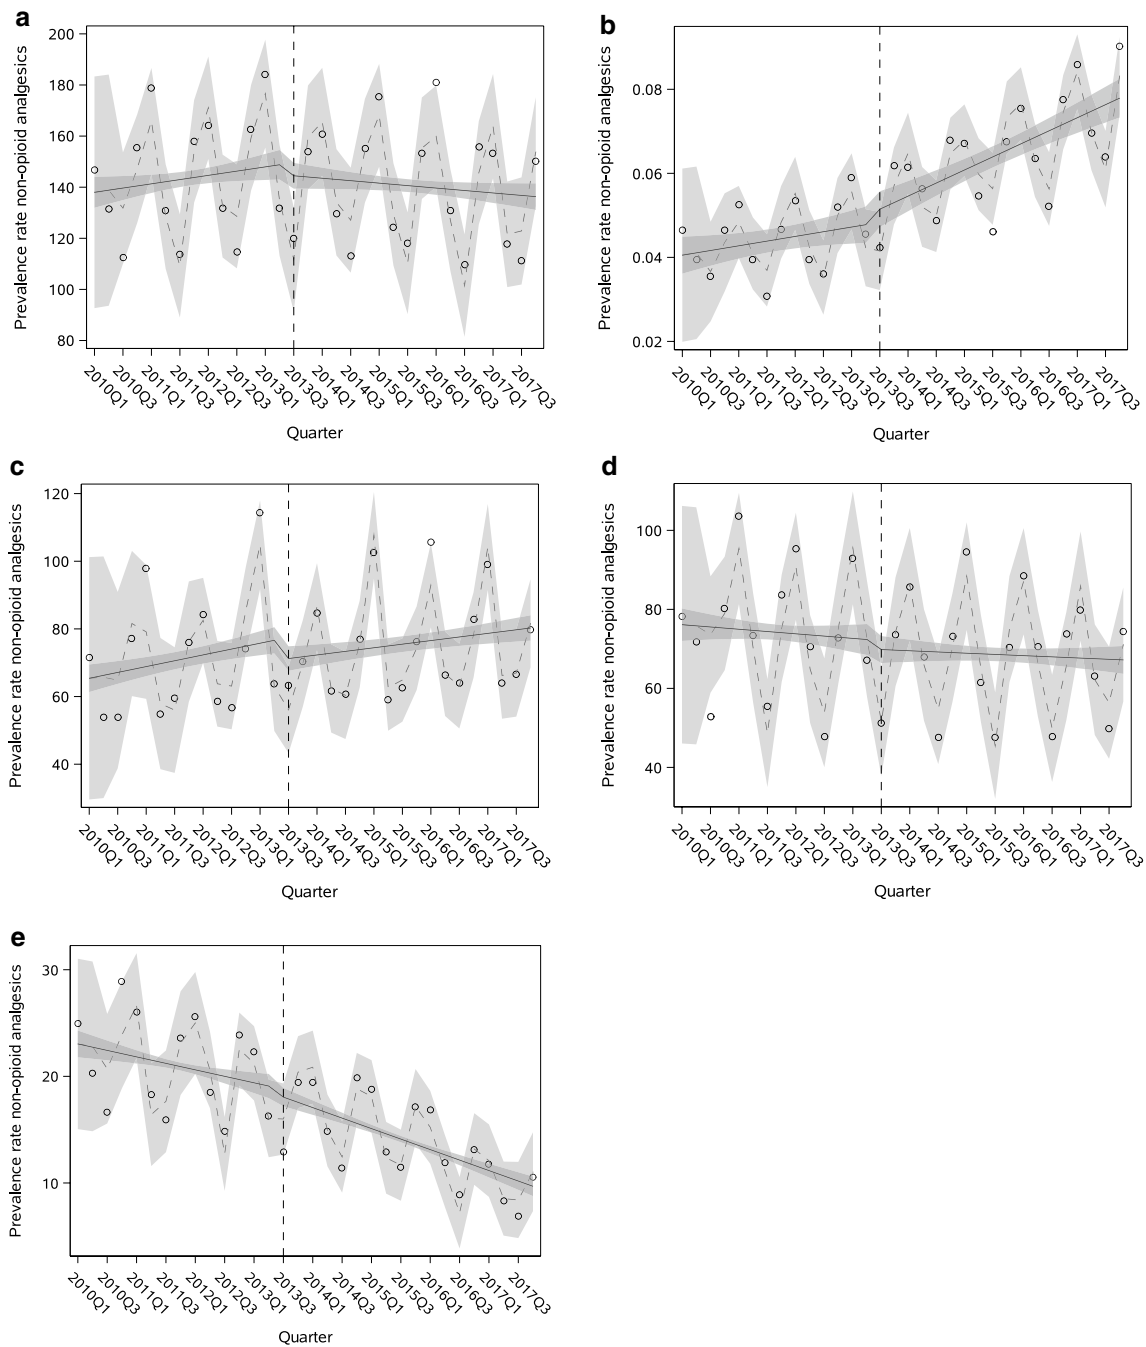 a
Prevalence rate non-opioid analgesics
200
180
160
140
120
100
80
2010Q1
2010Q3
2011Q1
2011Q3
2012Q1
2012Q3
2013Q1
2013Q3
2014Q1
2014Q3
2015Q1
2015Q3
2016Q1
2016Q3
2017Q1
2017Q3
Quarter
b
Prevalence rate non-opioid analgesics
0.08
0.06
0.04
0.02
2010Q1
2010Q3
2011Q1
2011Q3
2012Q1
2012Q3
2013Q1
2013Q3
2014Q1
2014Q3
2015Q1
2015Q3
2016Q1
2016Q3
2017Q1
2017Q3
Quarter
c
Prevalence rate non-opioid analgesics
120
100
80
60
40
2010Q1
2010Q3
2011Q1
2011Q3
2012Q1
2012Q3
2013Q1
2013Q3
2014Q1
2014Q3
2015Q1
2015Q3
2016Q1
2016Q3
2017Q1
2017Q3
Quarter
d
Prevalence rate non-opioid analgesics
100
80
60
40
2010Q1
2010Q3
2011Q1
2011Q3
2012Q1
2012Q3
2013Q1
2013Q3
2014Q1
2014Q3
2015Q1
2015Q3
2016Q1
2016Q3
2017Q1
2017Q3
Quarter
e
Prevalence rate non-opioid analgesics
30
20
10
2010Q1
2010Q3
2011Q1
2011Q3
2012Q1
2012Q3
2013Q1
2013Q3
2014Q1
2014Q3
2015Q1
2015Q3
2016Q1
2016Q3
2017Q1
2017Q3
Quarter